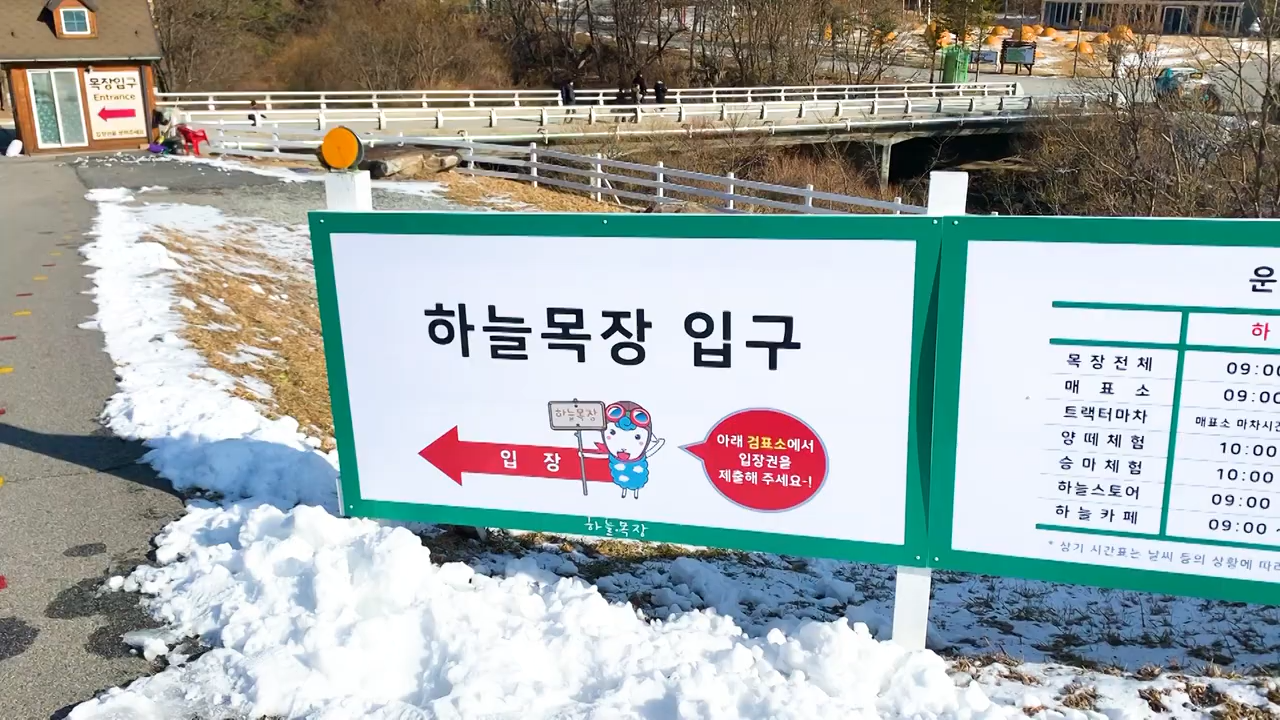 목장입구
Entrance
하늘목장 입구
하늘목장
입 장
아래 검표소에서
입장권을
제출해 주세요-!
하늘목장
운
하
목 장 전 체 09:00
매 표 소 09:00
트랙터마차 매표소 마차시간
양 떼 체 험 10:00
승 마 체 험 10:00
하늘스토어 09:00
하 늘 카 페 09:00 -
* 상기 시간표는 날씨 등의 상황에 따라